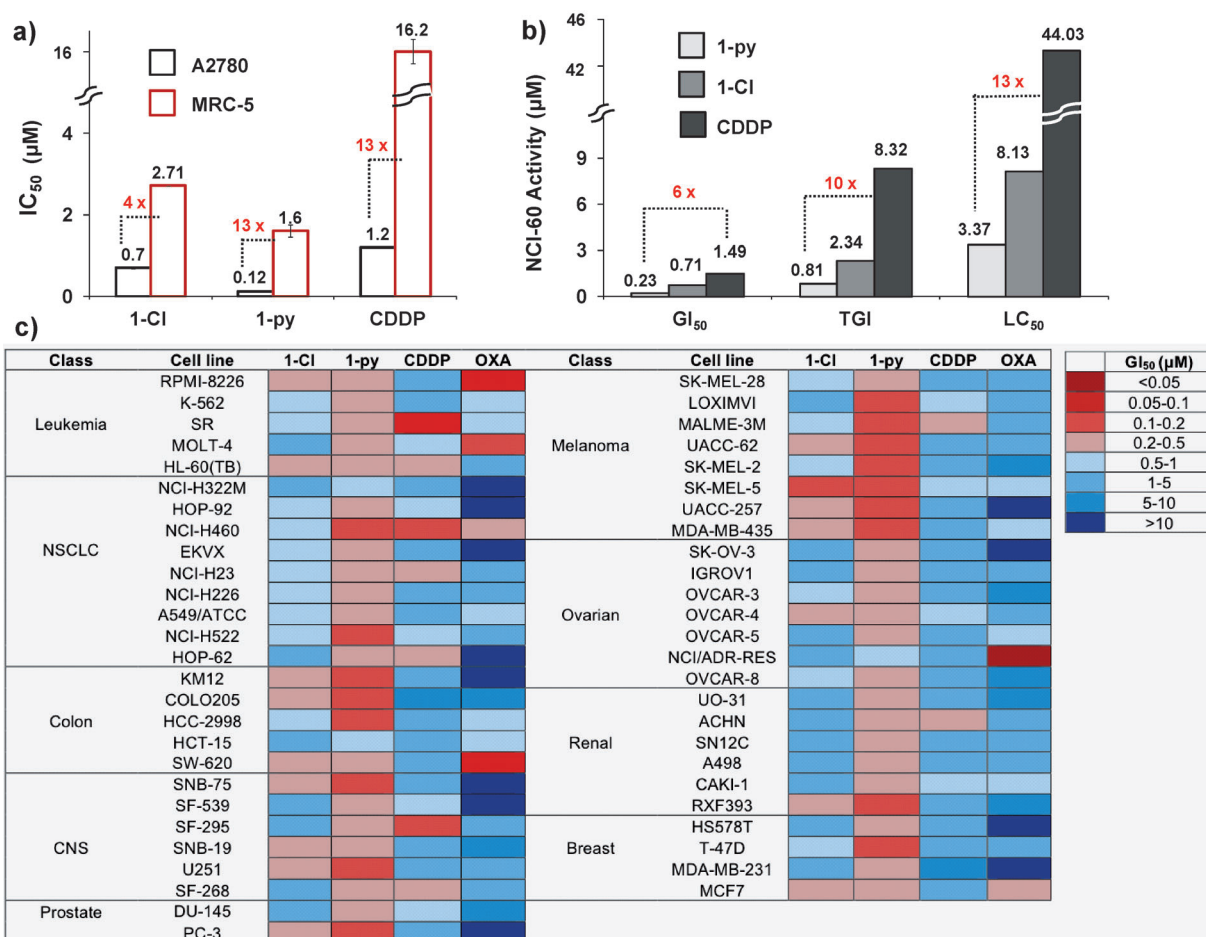 a)
IC50 (μM)
16
4
2
0
A2780
MRC-5
4 x
0.7
2.71
13 x
0.12
1.6
13 x
1.2
16.2
1-Cl
1-py
CDDP
b)
NCI-60 Activity (μM)
46
42
9
6
3
0
1-py
1-Cl
CDDP
6 x
0.23
0.71
1.49
10 x
0.81
2.34
8.32
13 x
3.37
8.13
44.03
GI50
TGI
LC50
c)
Class Cell line 1-Cl 1-py CDDP OXA
Leukemia
RPMI-8226
K-562
SR
MOLT-4
HL-60(TB)
NSCLC
NCI-H322M
HOP-92
NCI-H460
EKVX
NCI-H23
NCI-H226
A549/ATCC
NCI-H522
HOP-62
Colon
KM12
COLO205
HCC-2998
HCT-15
SW-620
CNS
SNB-75
SF-539
SF-295
SNB-19
U251
SF-268
Prostate
DU-145
PC-3
Class Cell line 1-Cl 1-py CDDP OXA
Melanoma
SK-MEL-28
LOXIMVI
MALME-3M
UACC-62
SK-MEL-2
SK-MEL-5
UACC-257
MDA-MB-435
Ovarian
SK-OV-3
IGROV1
OVCAR-3
OVCAR-4
OVCAR-5
NCI/ADR-RES
OVCAR-8
Renal
UO-31
ACHN
SN12C
A498
CAKI-1
RXF393
Breast
HS578T
T-47D
MDA-MB-231
MCF7
GI50 (μM)
<0.05
0.05-0.1
0.1-0.2
0.2-0.5
0.5-1
1-5
5-10
>10